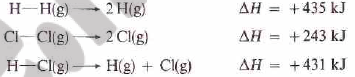 H—H(g) ⟶ 2 H(g) ΔH = +435 kJ
Cl—Cl(g) ⟶ 2 Cl(g) ΔH = +243 kJ
H—Cl(g) ⟶ H(g) + Cl(g) ΔH = +431 kJ